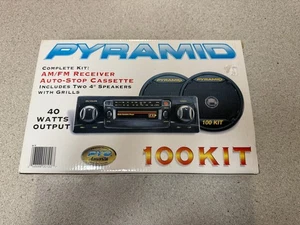 PYRAMID
COMPLETE KIT:
AM/FM RECEIVER
AUTO-STOP CASSETTE
INCLUDES TWO 4" SPEAKERS
WITH GRILLS
40
WATTS
OUTPUT
100 KIT
100 KIT